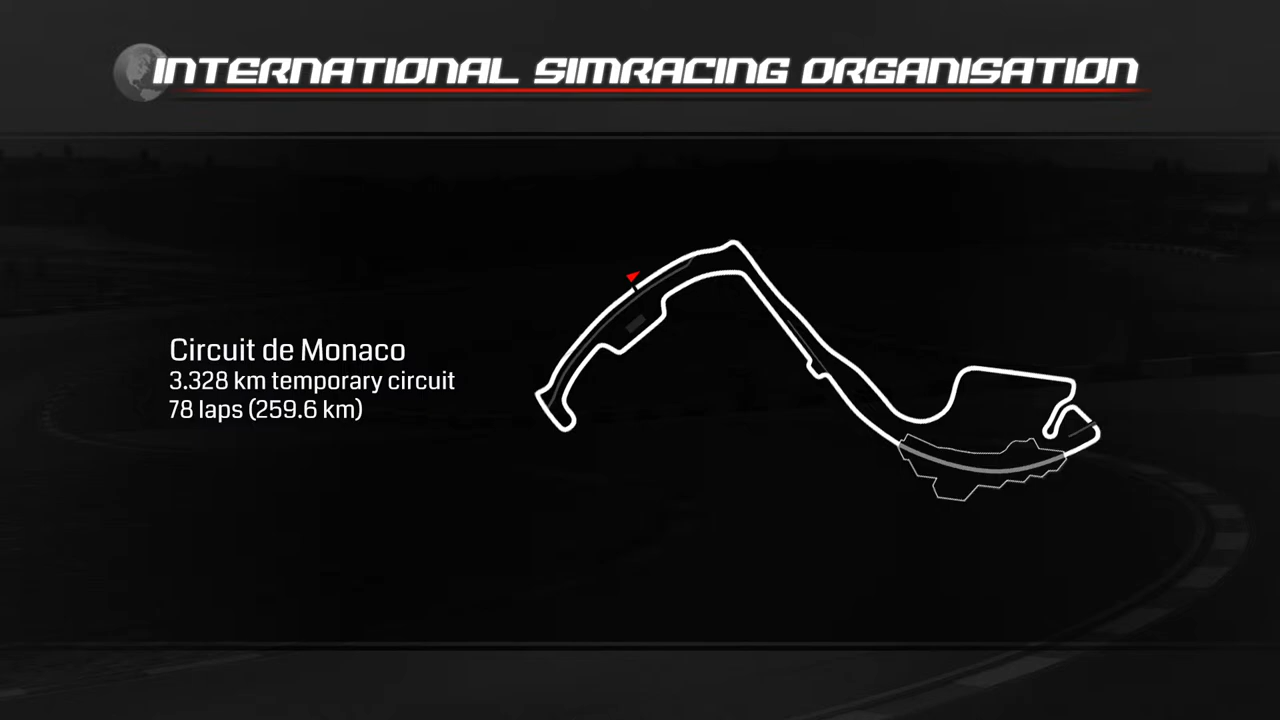 INTERNATIONAL SIMRACING ORGANISATION
Circuit de Monaco
3.328 km temporary circuit
78 laps (259.6 km)